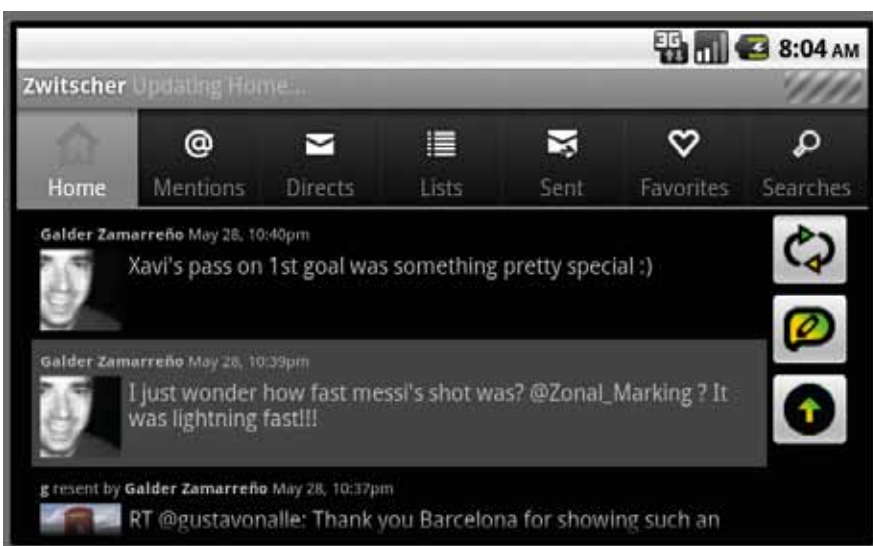 3G
8:04 AM
Zwitscher Updating Home...
Home
Mentions
Directs
Lists
Sent
Favorites
Searches
Galder Zamarreño May 28, 10:40pm
Xavi's pass on 1st goal was something pretty special :)
Galder Zamarreño May 28, 10:39pm
I just wonder how fast messi's shot was? @Zonal_Marking ? It
was lightning fast!!!
g resent by Galder Zamarreño May 28, 10:37pm
RT @gustavonalle: Thank you Barcelona for showing such an